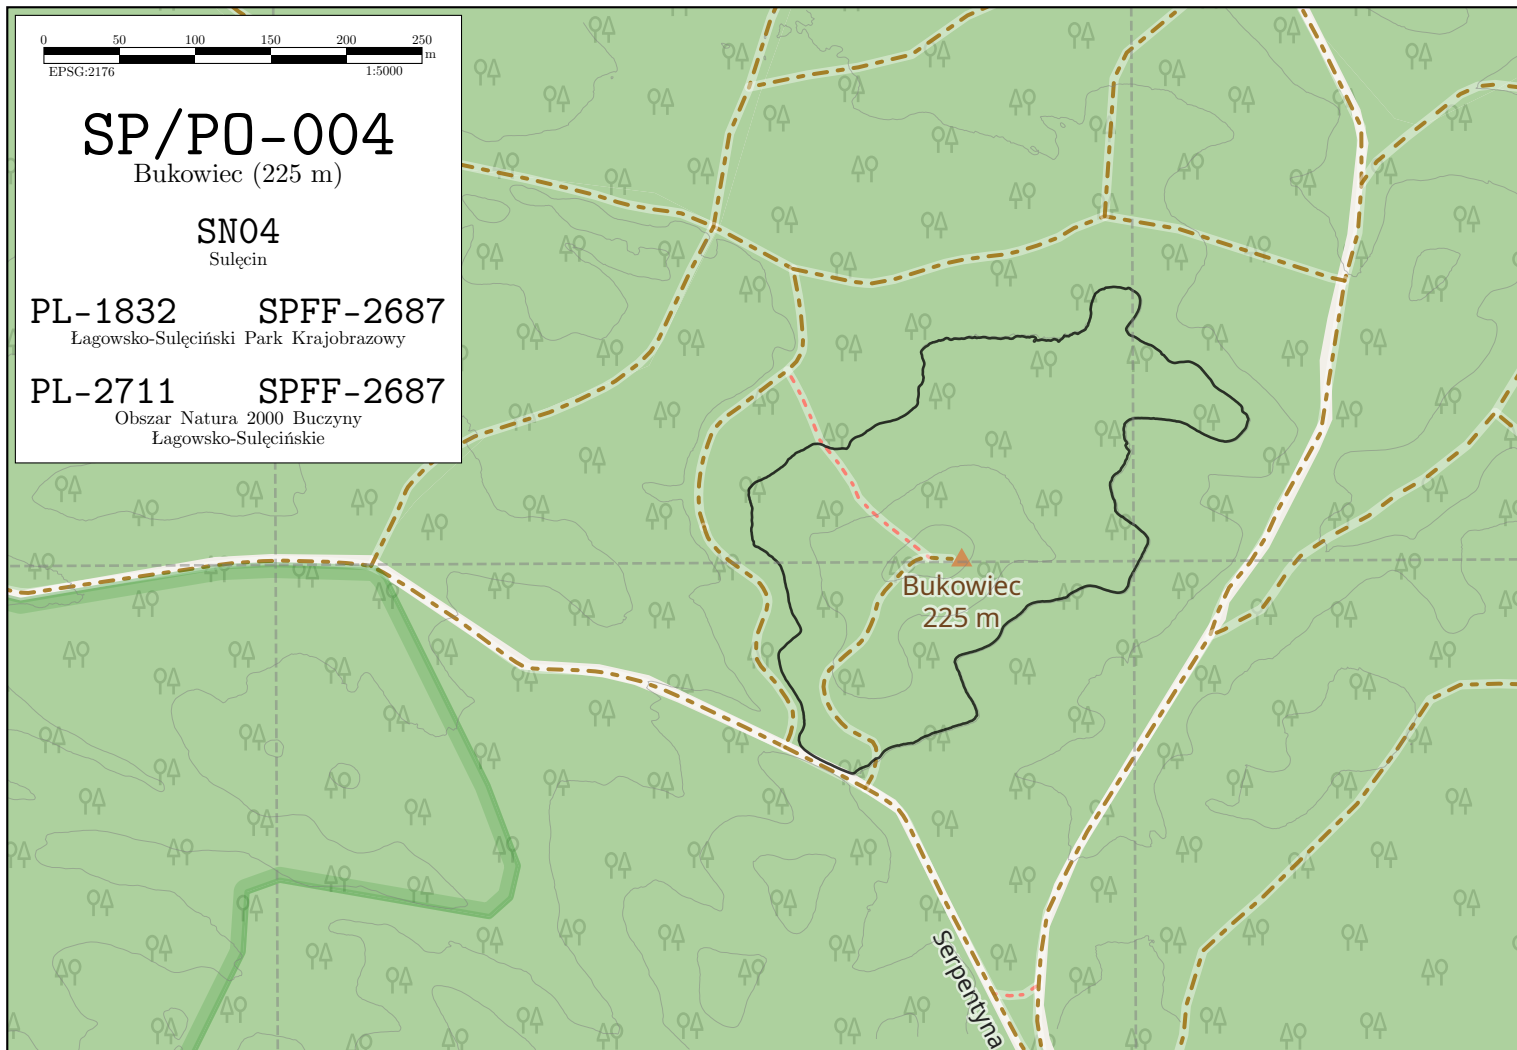 0 50 100 150 200 250
m
EPSG:2176 1:5000
SP/PO-004
Bukowiec (225 m)
SN04
Sulęcin
PL-1832 SPFF-2687
Łagowsko-Sulęciński Park Krajobrazowy
PL-2711 SPFF-2687
Obszar Natura 2000 Buczyny
Łagowsko-Sulęcińskie
Bukowiec
225 m
Serpentyna